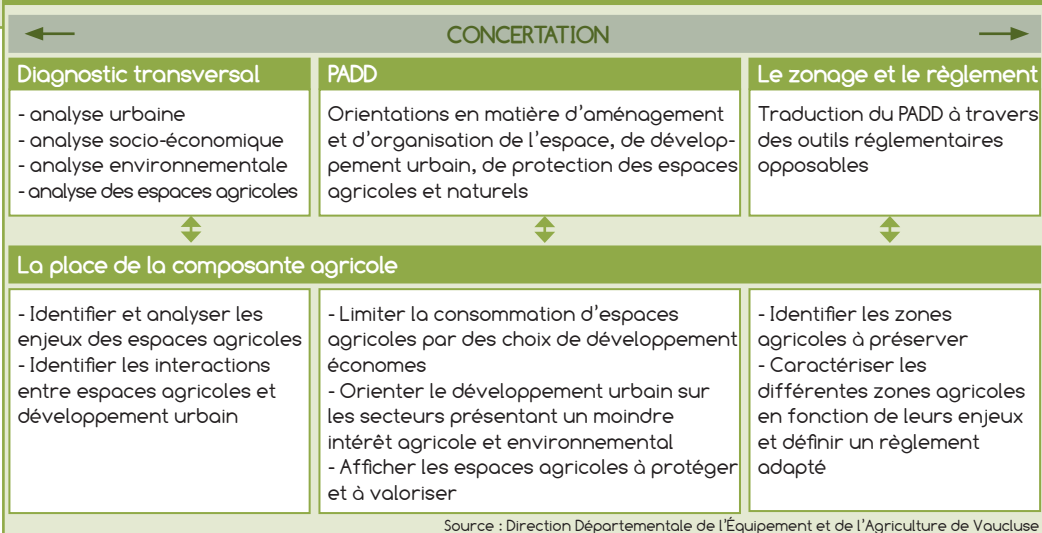 CONCERTATION
Diagnostic transversal
- analyse urbaine
- analyse socio-économique
- analyse environnementale
- analyse des espaces agricoles
PADD
Orientations en matière d'aménagement
et d'organisation de l'espace, de dévelop-
pement urbain, de protection des espaces
agricoles et naturels
Le zonage et le règlement
Traduction du PADD à travers
des outils réglementaires
opposables
La place de la composante agricole
- Identifier et analyser les
enjeux des espaces agricoles
- Identifier les interactions
entre espaces agricoles et
développement urbain
- Limiter la consommation d'espaces
agricoles par des choix de développement
économes
- Orienter le développement urbain sur
les secteurs présentant un moindre
intérêt agricole et environnemental
- Afficher les espaces agricoles à protéger
et à valoriser
- Identifier les zones
agricoles à préserver
- Caractériser les
différentes zones agricoles
en fonction de leurs enjeux
et définir un règlement
adapté
Source : Direction Départementale de l'Équipement et de l'Agriculture de Vaucluse